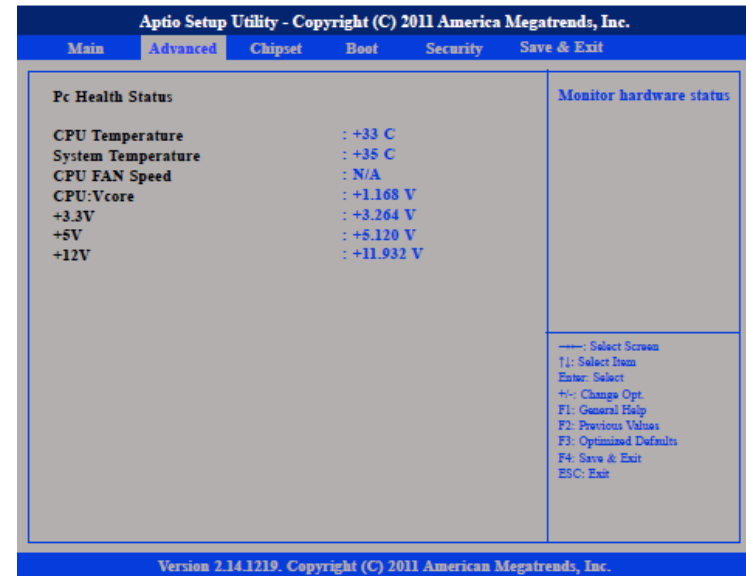 Aptio Setup Utility - Copyright (C) 2011 America Megatrends, Inc.
Main Advanced Chipset Boot Security Save & Exit
Pc Health Status
CPU Temperature : +33 C
System Temperature : +35 C
CPU FAN Speed : N/A
CPU:Vcore : +1.168 V
+3.3V : +3.264 V
+5V : +5.120 V
+12V : +11.932 V
Monitor hardware status
→←: Select Screen
↑↓: Select Item
Enter: Select
+/-: Change Opt.
F1: General Help
F2: Previous Values
F3: Optimized Defaults
F4: Save & Exit
ESC: Exit
Version 2.14.1219. Copyright (C) 2011 American Megatrends, Inc.